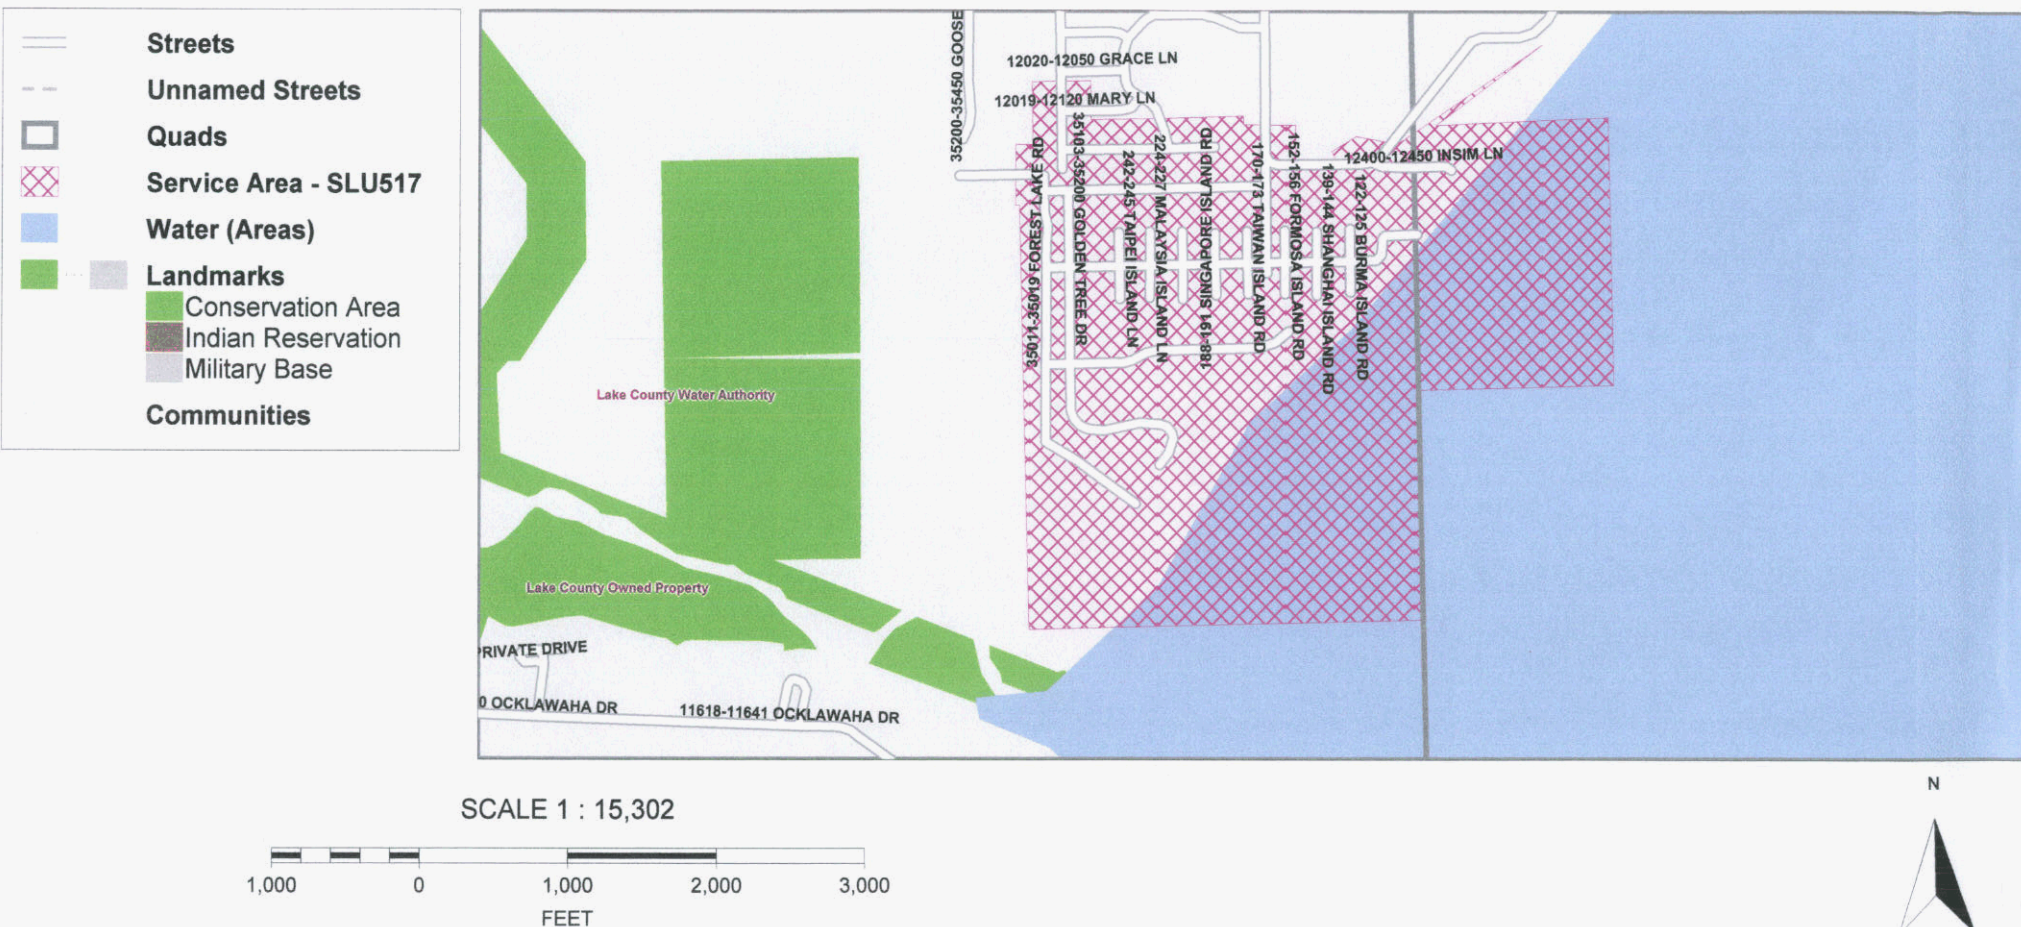 Streets
Unnamed Streets
Quads
Service Area - SLU517
Water (Areas)
Landmarks
Conservation Area
Indian Reservation
Military Base
Communities
35200-35450 GOOSE
12020-12050 GRACE LN
12019-12120 MARY LN
35011-35019 FOREST LAKE RD
35103-35200 GOLDEN TREE DR
242-245 TAIPEI ISLAND LN
224-227 MALAYSIA ISLAND LN
188-191 SINGAPORE ISLAND RD
170-173 TAIWAN ISLAND RD
152-156 FORMOSA ISLAND RD
139-144 SHANGHAI ISLAND RD
122-125 BURMA ISLAND RD
12400-12450 INSIM LN
Lake County Water Authority
Lake County Owned Property
PRIVATE DRIVE
0 OCKLAWAHA DR
11618-11641 OCKLAWAHA DR
SCALE 1 : 15,302
1,000 0 1,000 2,000 3,000
FEET
N